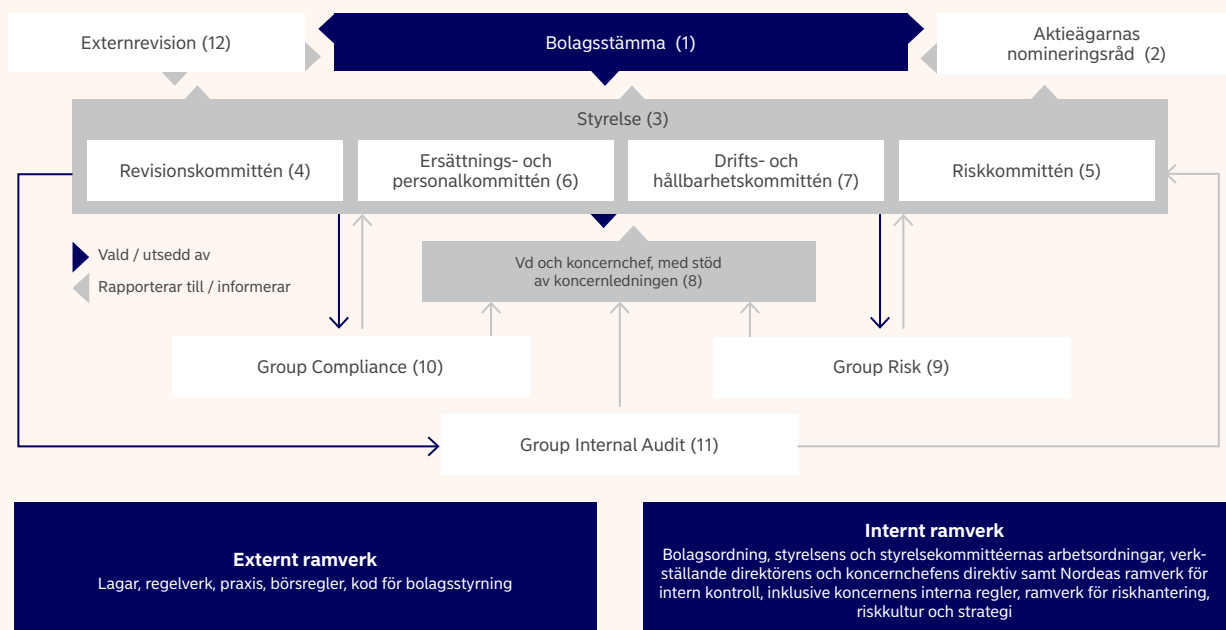 Externrevision (12)
Bolagsstämma (1)
Aktieägarnas
nomineringsråd (2)
Styrelse (3)
Revisionskommittén (4)
Ersättnings- och
personalkommittén (6)
Drifts- och
hållbarhetskommittén (7)
Riskkommittén (5)
Vald / utsedd av
Rapporterar till / informerar
Vd och koncernchef, med stöd
av koncernledningen (8)
Group Compliance (10)
Group Risk (9)
Group Internal Audit (11)
Externt ramverk
Lagar, regelverk, praxis, börsregler, kod för bolagsstyrning
Internt ramverk
Bolagsordning, styrelsens och styrelsekommittéernas arbetsordningar, verk-
ställande direktörens och koncernchefens direktiv samt Nordeas ramverk för
intern kontroll, inklusive koncernens interna regler, ramverk för riskhantering,
riskkultur och strategi